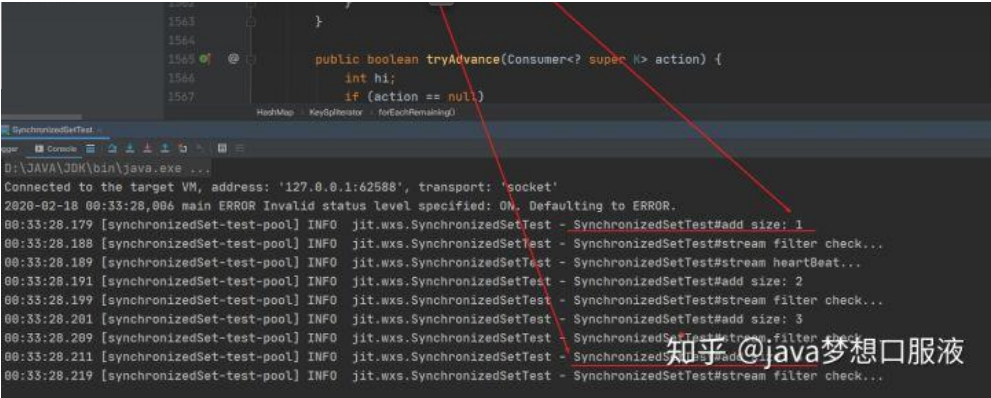 1562 }
1563 }
1564
1565 @ public boolean tryAdvance(Consumer<? super K> action) {
1566 int hi;
1567 if (action == null)
HashMap KeySpliterator forEachRemaining()
SynchronizedSetTest
gger Console
D:\JAVA\JDK\bin\java.exe ...
Connected to the target VM, address: '127.0.0.1:62588', transport: 'socket'
2020-02-18 00:33:28,006 main ERROR Invalid status level specified: ON. Defaulting to ERROR.
00:33:28.179 [synchronizedSet-test-pool] INFO jit.wxs.SynchronizedSetTest - SynchronizedSetTest#add size: 1
00:33:28.188 [synchronizedSet-test-pool] INFO jit.wxs.SynchronizedSetTest - SynchronizedSetTest#stream filter check...
00:33:28.189 [synchronizedSet-test-pool] INFO jit.wxs.SynchronizedSetTest - SynchronizedSetTest#stream heartBeat...
00:33:28.191 [synchronizedSet-test-pool] INFO jit.wxs.SynchronizedSetTest - SynchronizedSetTest#add size: 2
00:33:28.199 [synchronizedSet-test-pool] INFO jit.wxs.SynchronizedSetTest - SynchronizedSetTest#stream filter check...
00:33:28.201 [synchronizedSet-test-pool] INFO jit.wxs.SynchronizedSetTest - SynchronizedSetTest#add size: 3
00:33:28.209 [synchronizedSet-test-pool] INFO jit.wxs.SynchronizedSetTest - SynchronizedSetTest#stream filter check...
00:33:28.211 [synchronizedSet-test-pool] INFO jit.wxs.SynchronizedSetTest - SynchronizedSetTest#add
00:33:28.219 [synchronizedSet-test-pool] INFO jit.wxs.SynchronizedSetTest - SynchronizedSetTest#stream filter check...
知乎 @java梦想口服液